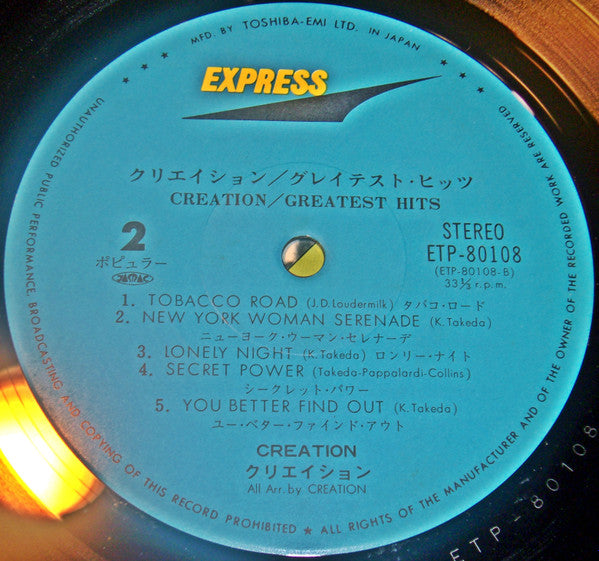 MFD. BY TOSHIBA-EMI LTD. IN JAPAN
EXPRESS
クリエイション/グレイテスト・ヒッツ
CREATION/GREATEST HITS
2
ポピュラー
JASRAC
STEREO
ETP-80108
(ETP-80108-B)
33⅓ r.p.m.
1. TOBACCO ROAD (J.D. Loudermilk) タバコ・ロード
2. NEW YORK WOMAN SERENADE (K. Takeda)
ニューヨーク・ウーマン・セレナーデ
3. LONELY NIGHT (K. Takeda) ロンリー・ナイト
4. SECRET POWER (Takeda-Pappalardi-Collins)
シークレット・パワー
5. YOU BETTER FIND OUT (K. Takeda)
ユー・ベター・ファインド・アウト
CREATION
クリエイション
All Arr. by CREATION
UNAUTHORIZED PUBLIC PERFORMANCE, BROADCASTING AND COPYING OF THIS RECORD PROHIBITED ★ ALL RIGHTS OF THE MANUFACTURER AND OF THE OWNER OF THE RECORDED WORK ARE RESERVED
ETP-80108